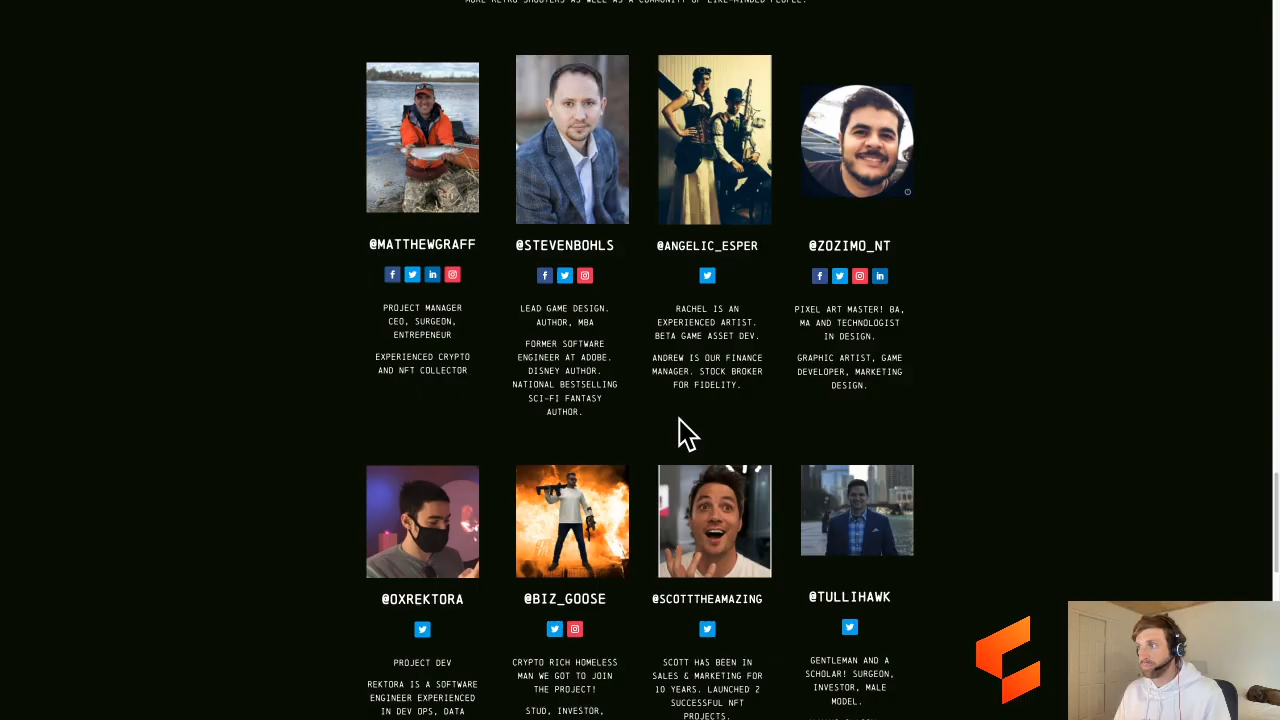 MORE RETRO SHOOTERS AS WELL AS A COMMUNITY OF LIKE-MINDED PEOPLE.
@MATTHEWGRAFF
PROJECT MANAGER
CEO, SURGEON,
ENTREPENEUR
EXPERIENCED CRYPTO
AND NFT COLLECTOR
@STEVENBOHLS
LEAD GAME DESIGN.
AUTHOR, MBA
FORMER SOFTWARE
ENGINEER AT ADOBE.
DISNEY AUTHOR.
NATIONAL BESTSELLING
SCI-FI FANTASY
AUTHOR.
@ANGELIC_ESPER
RACHEL IS AN
EXPERIENCED ARTIST.
BETA GAME ASSET DEV.
ANDREW IS OUR FINANCE
MANAGER. STOCK BROKER
FOR FIDELITY.
@ZOZIMO_NT
PIXEL ART MASTER! BA,
MA AND TECHNOLOGIST
IN DESIGN.
GRAPHIC ARTIST, GAME
DEVELOPER, MARKETING
DESIGN.
@OXREKTORA
PROJECT DEV
REKTORA IS A SOFTWARE
ENGINEER EXPERIENCED
IN DEV OPS, DATA
@BIZ_GOOSE
CRYPTO RICH HOMELESS
MAN WE GOT TO JOIN
THE PROJECT!
STUD, INVESTOR,
@SCOTTTHEAMAZING
SCOTT HAS BEEN IN
SALES & MARKETING FOR
10 YEARS. LAUNCHED 2
SUCCESSFUL NFT
PROJECTS.
@TULLIHAWK
GENTLEMAN AND A
SCHOLAR! SURGEON,
INVESTOR, MALE
MODEL.